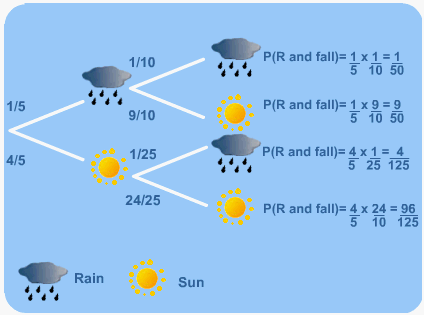 1/10
P(R and fall)= 1/5 x 1/10 = 1/50
1/5
9/10
P(R and fall)= 1/5 x 9/10 = 9/50
4/5
1/25
P(R and fall)= 4/5 x 1/25 = 4/125
24/25
P(R and fall)= 4/5 x 24/10 = 96/125
Rain
Sun